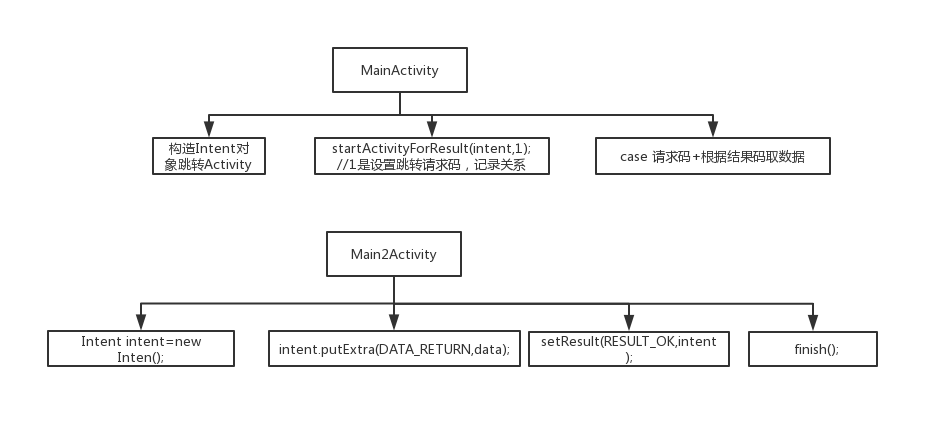 MainActivity
构造Intent对
象跳转Activity
startActivityForResult(intent,1);
//1是设置跳转请求码，记录关系
case 请求码+根据结果码取数据
Main2Activity
Intent intent=new
Inten();
intent.putExtra(DATA_RETURN,data);
setResult(RESULT_OK,intent
);
finish();